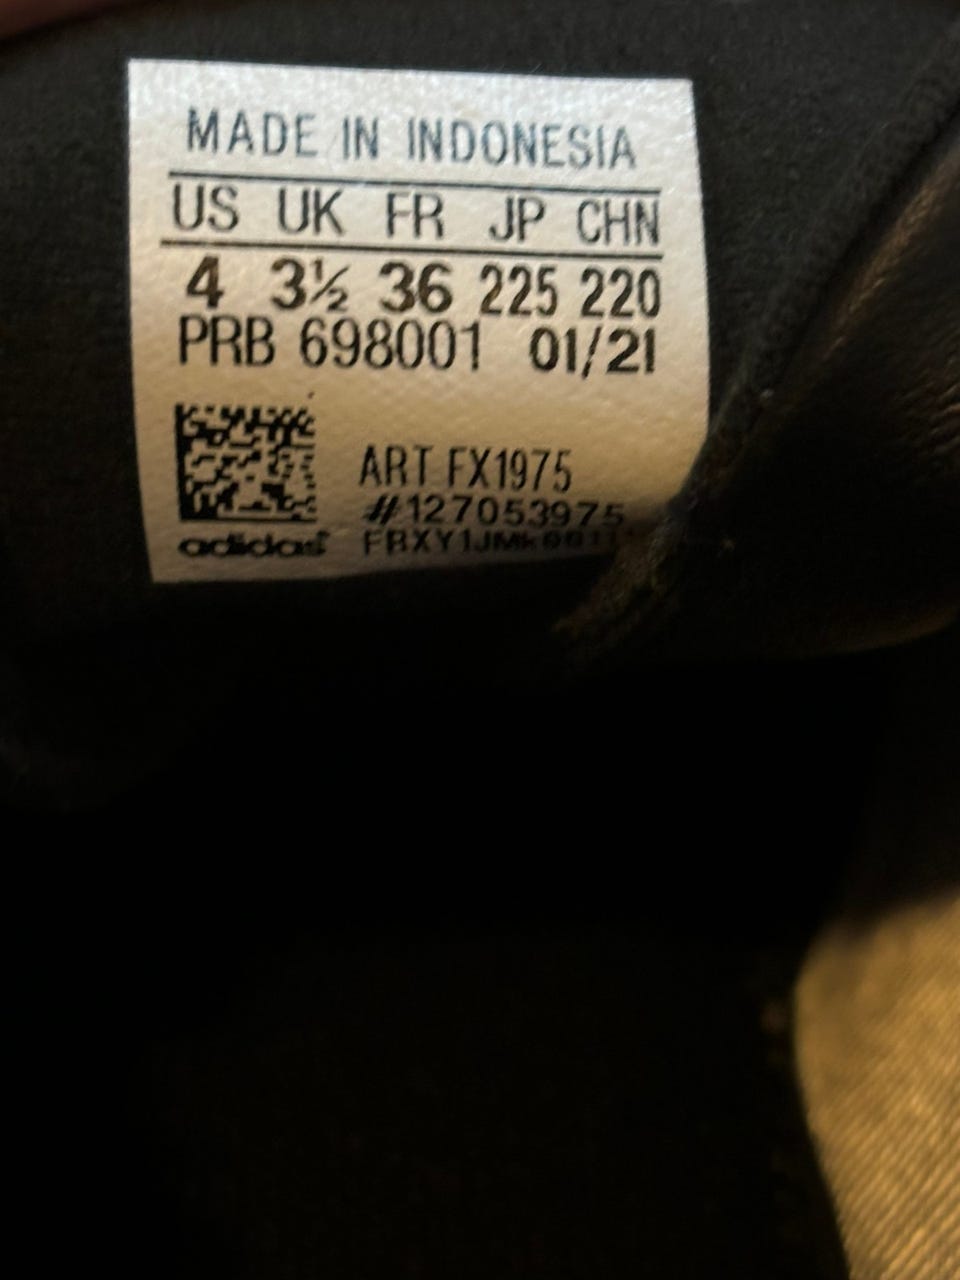 MADE IN INDONESIA
US UK FR JP CHN
4 3½ 36 225 220
PRB 698001 01/21
ART FX1975
#127053975
adidas